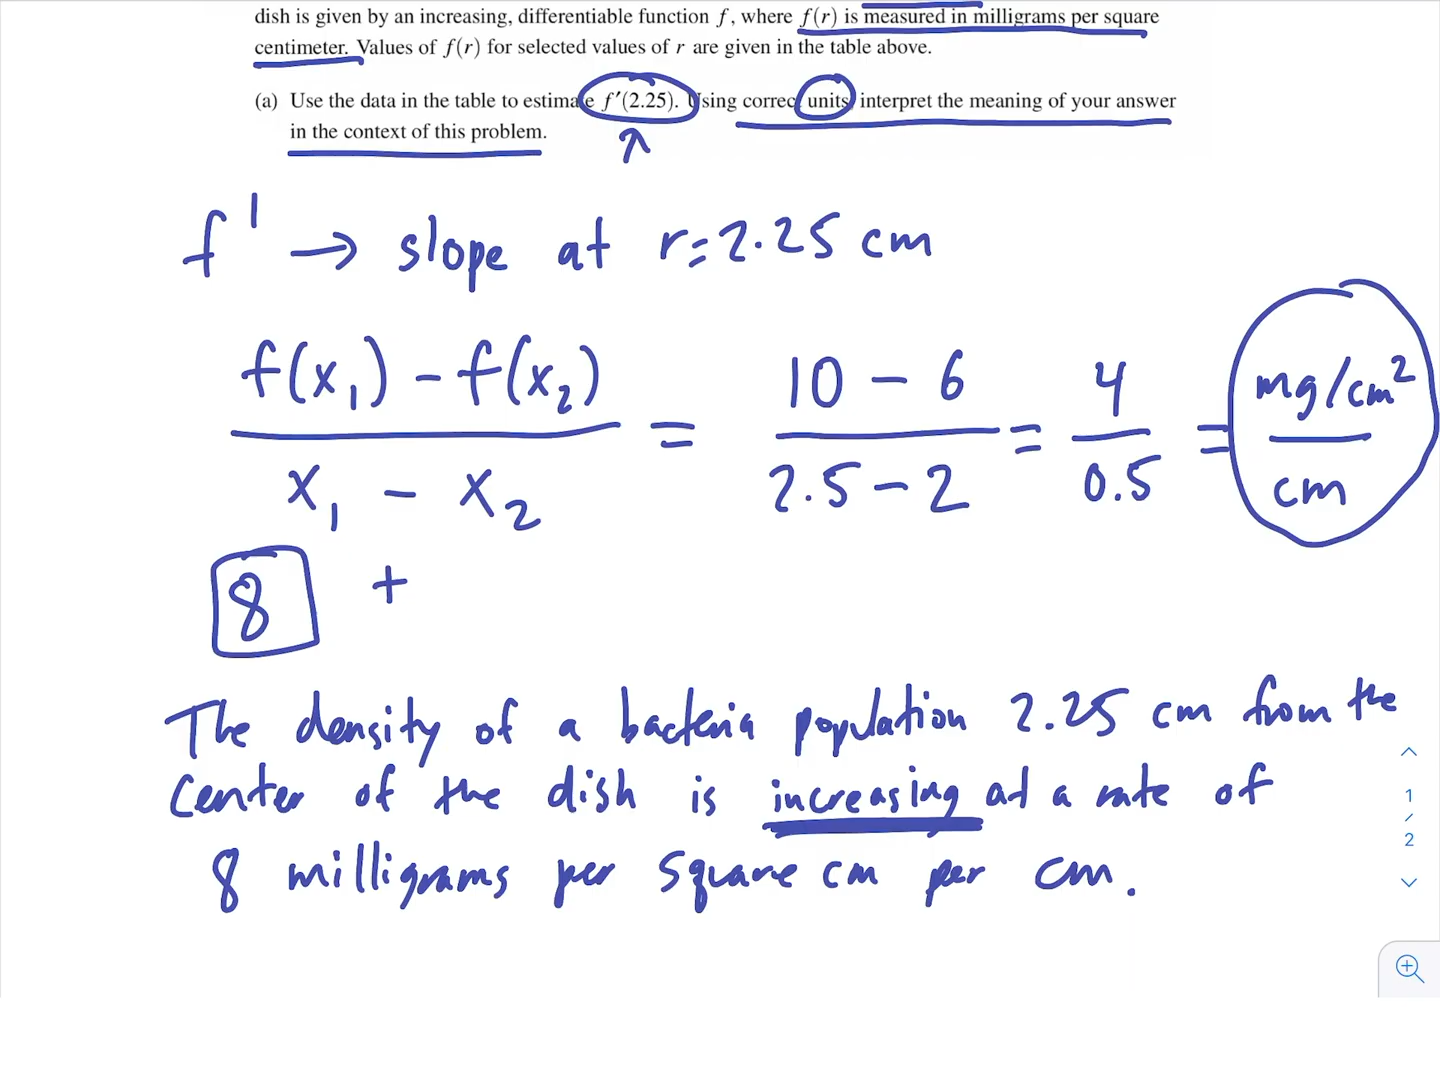 dish is given by an increasing, differentiable function f, where f(r) is measured in milligrams per square
centimeter. Values of f(r) for selected values of r are given in the table above.
(a) Use the data in the table to estimate f′(2.25). Using correct units, interpret the meaning of your answer
in the context of this problem.
f' → slope at r = 2.25 cm
f(x₁) - f(x₂) / x₁ - x₂ = 10 - 6 / 2.5 - 2 = 4 / 0.5 = mg/cm² / cm
8 +
The density of a bacteria population 2.25 cm from the
center of the dish is increasing at a rate of
8 milligrams per square cm per cm.
1
/
2